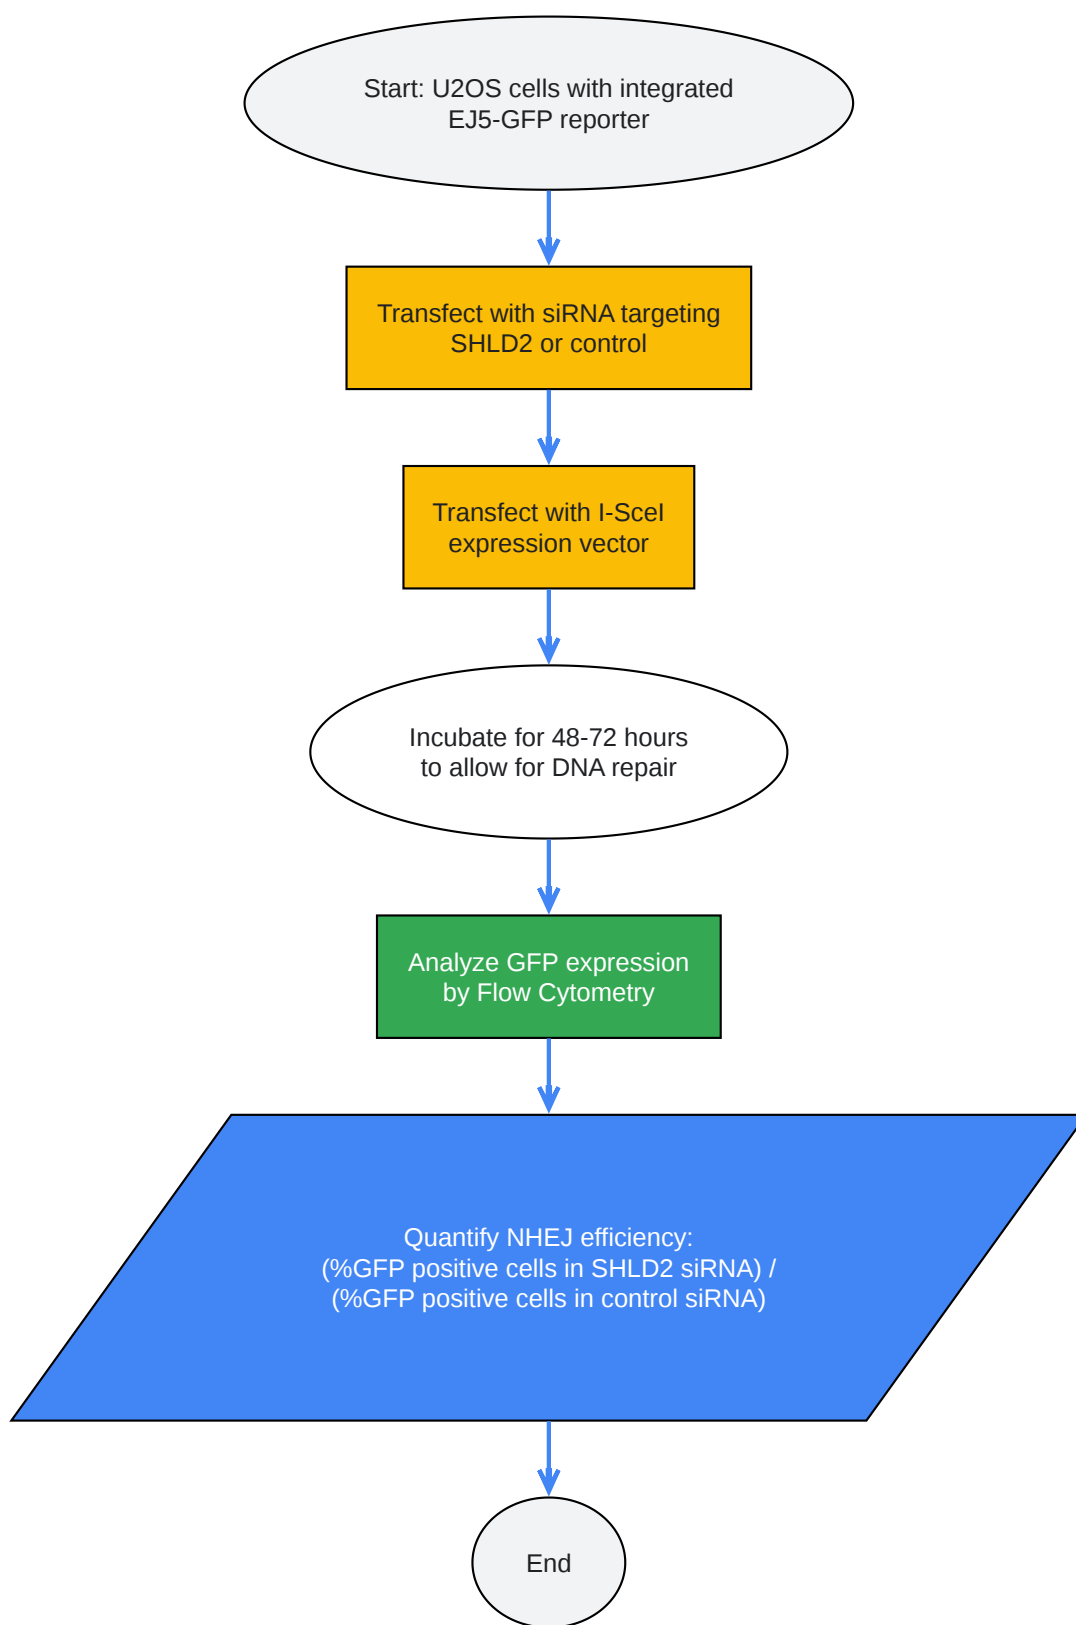 Start: U2OS cells with integrated
EJ5-GFP reporter
Transfect with siRNA targeting
SHLD2 or control
Transfect with I-SceI
expression vector
Incubate for 48-72 hours
to allow for DNA repair
Analyze GFP expression
by Flow Cytometry
Quantify NHEJ efficiency:
(%GFP positive cells in SHLD2 siRNA) /
(%GFP positive cells in control siRNA)
End